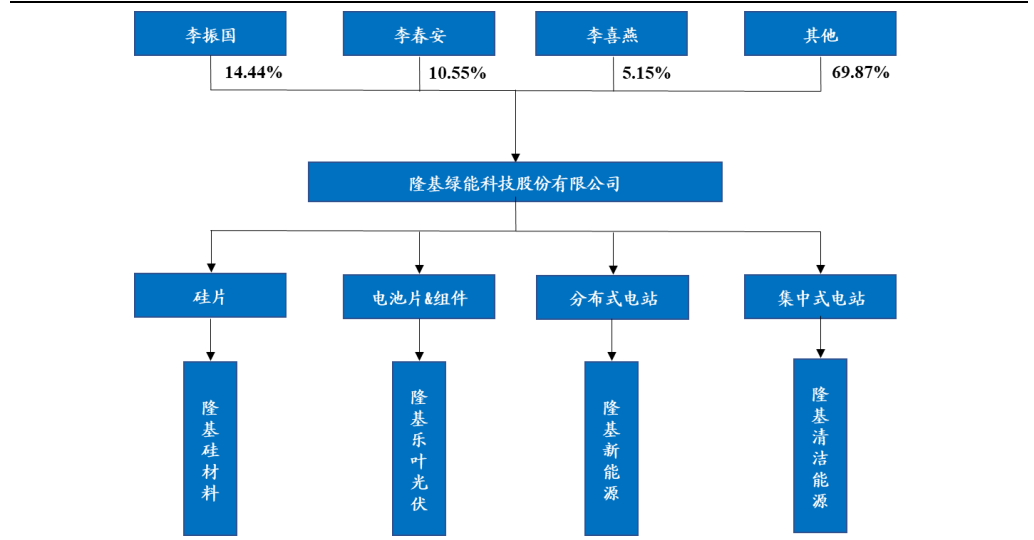 李振国
李春安
李喜燕
其他
14.44%
10.55%
5.15%
69.87%
隆基绿能科技股份有限公司
硅片
电池片&组件
分布式电站
集中式电站
隆基硅材料
隆基乐叶光伏
隆基新能源
隆基清洁能源